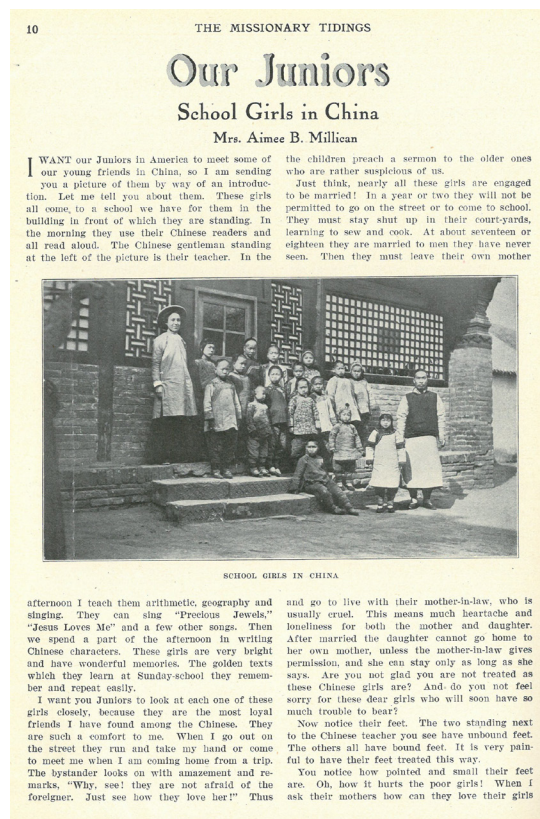 10
THE MISSIONARY TIDINGS
Our Juniors
School Girls in China
Mrs. Aimee B. Millican
I WANT our Juniors in America to meet some of
our young friends in China, so I am sending
you a picture of them by way of an introduc-
tion. Let me tell you about them. These girls
all come to a school we have for them in the
building in front of which they are standing. In
the morning they use their Chinese readers and
all read aloud. The Chinese gentleman standing
at the left of the picture is their teacher. In the
the children preach a sermon to the older ones
who are rather suspicious of us.
Just think, nearly all these girls are engaged
to be married! In a year or two they will not be
permitted to go on the street or to come to school.
They must stay shut up in their court-yards,
learning to sew and cook. At about seventeen or
eighteen they are married to men they have never
seen. Then they must leave their own mother
SCHOOL GIRLS IN CHINA
afternoon I teach them arithmetic, geography and
singing. They can sing "Precious Jewels,"
"Jesus Loves Me" and a few other songs. Then
we spend a part of the afternoon in writing
Chinese characters. These girls are very bright
and have wonderful memories. The golden texts
which they learn at Sunday-school they remem-
ber and repeat easily.
I want you Juniors to look at each one of these
girls closely, because they are the most loyal
friends I have found among the Chinese. They
are such a comfort to me. When I go out on
the street they run and take my hand or come
to meet me when I am coming home from a trip.
The bystander looks on with amazement and re-
marks, "Why, see! they are not afraid of the
foreigner. Just see how they love her!" Thus
and go to live with their mother-in-law, who is
usually cruel. This means much heartache and
loneliness for both the mother and daughter.
After married the daughter cannot go home to
her own mother, unless the mother-in-law gives
permission, and she can stay only as long as she
says. Are you not glad you are not treated as
these Chinese girls are? And do you not feel
sorry for these dear girls who will soon have so
much trouble to bear?
Now notice their feet. The two standing next
to the Chinese teacher you see have unbound feet.
The others all have bound feet. It is very pain-
ful to have their feet treated this way.
You notice how pointed and small their feet
are. Oh, how it hurts the poor girls! When I
ask their mothers how can they love their girls